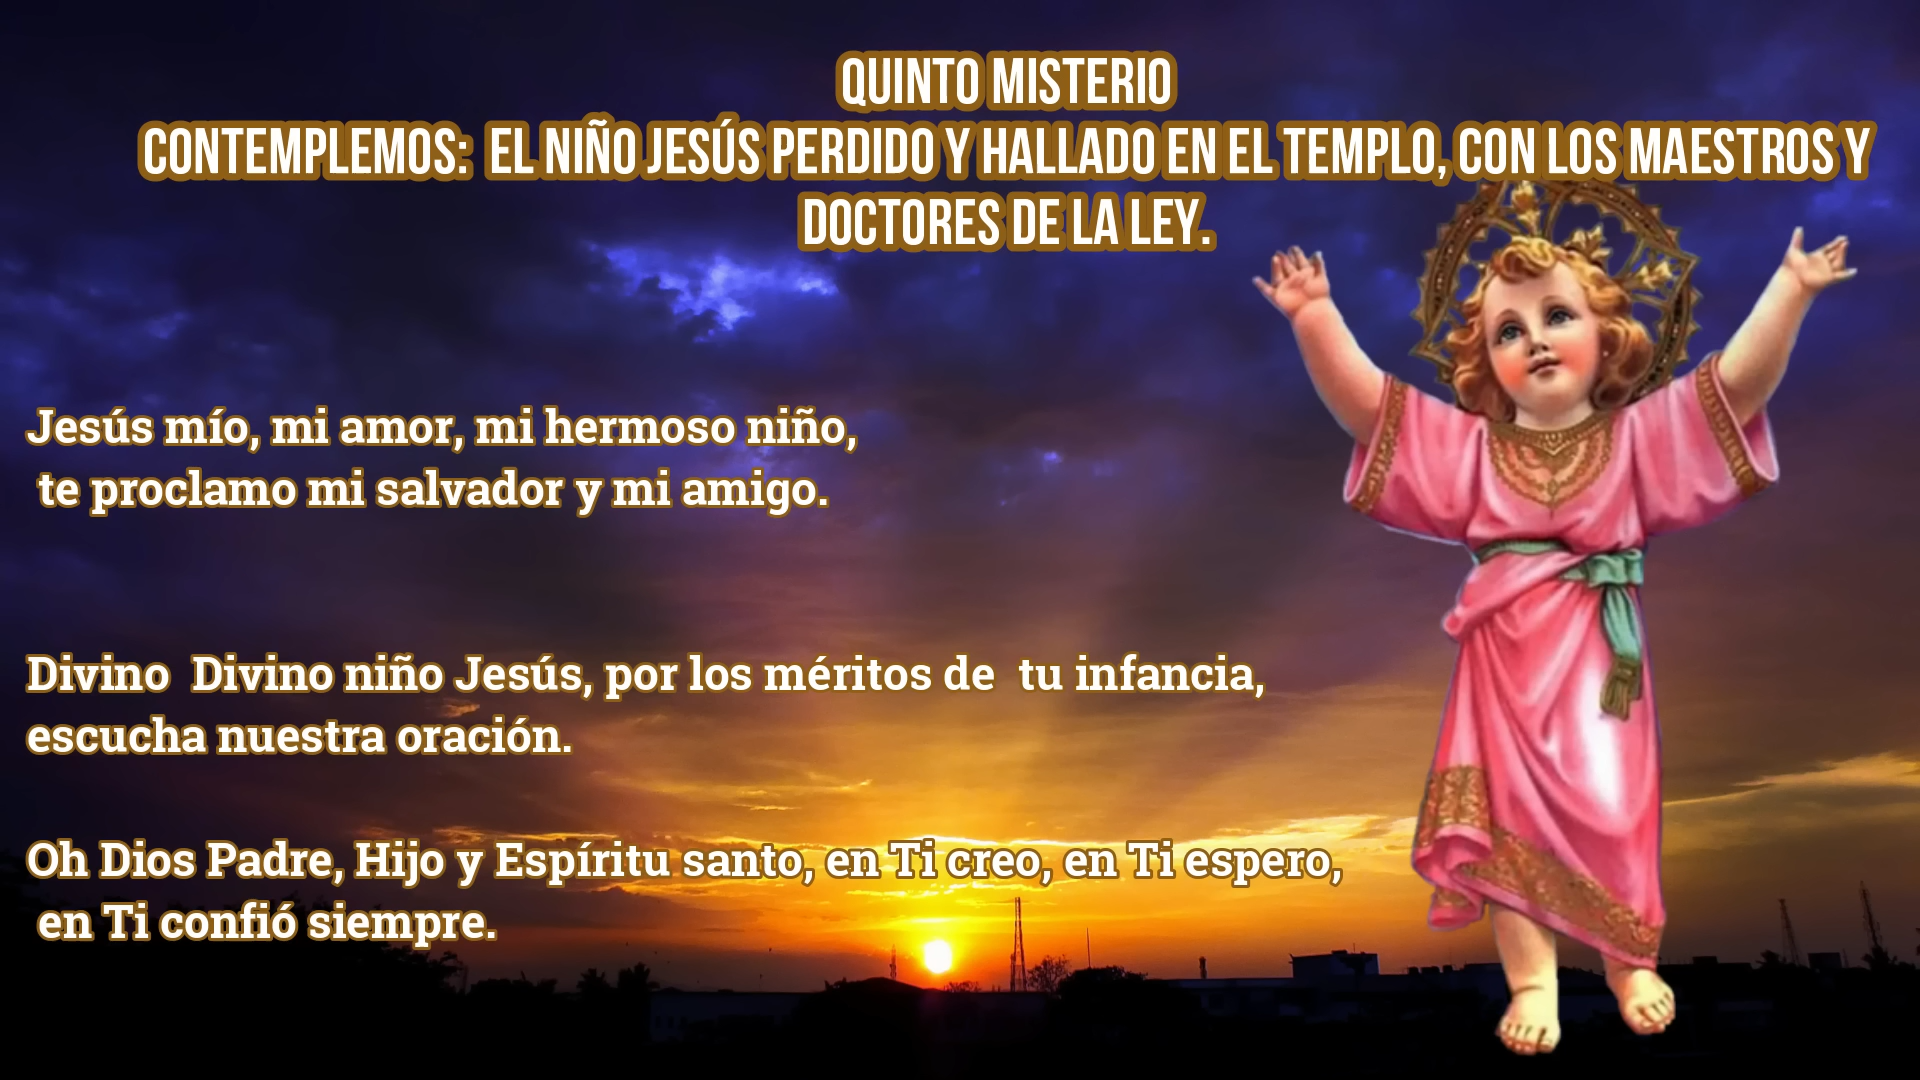 QUINTO MISTERIO
CONTEMPLEMOS: EL NIÑO JESÚS PERDIDO Y HALLADO EN EL TEMPLO, CON LOS MAESTROS Y
DOCTORES DE LA LEY.
Jesús mío, mi amor, mi hermoso niño,
te proclamo mi salvador y mi amigo.
Divino Divino niño Jesús, por los méritos de tu infancia,
escucha nuestra oración.
Oh Dios Padre, Hijo y Espíritu santo, en Ti creo, en Ti espero,
en Ti confió siempre.